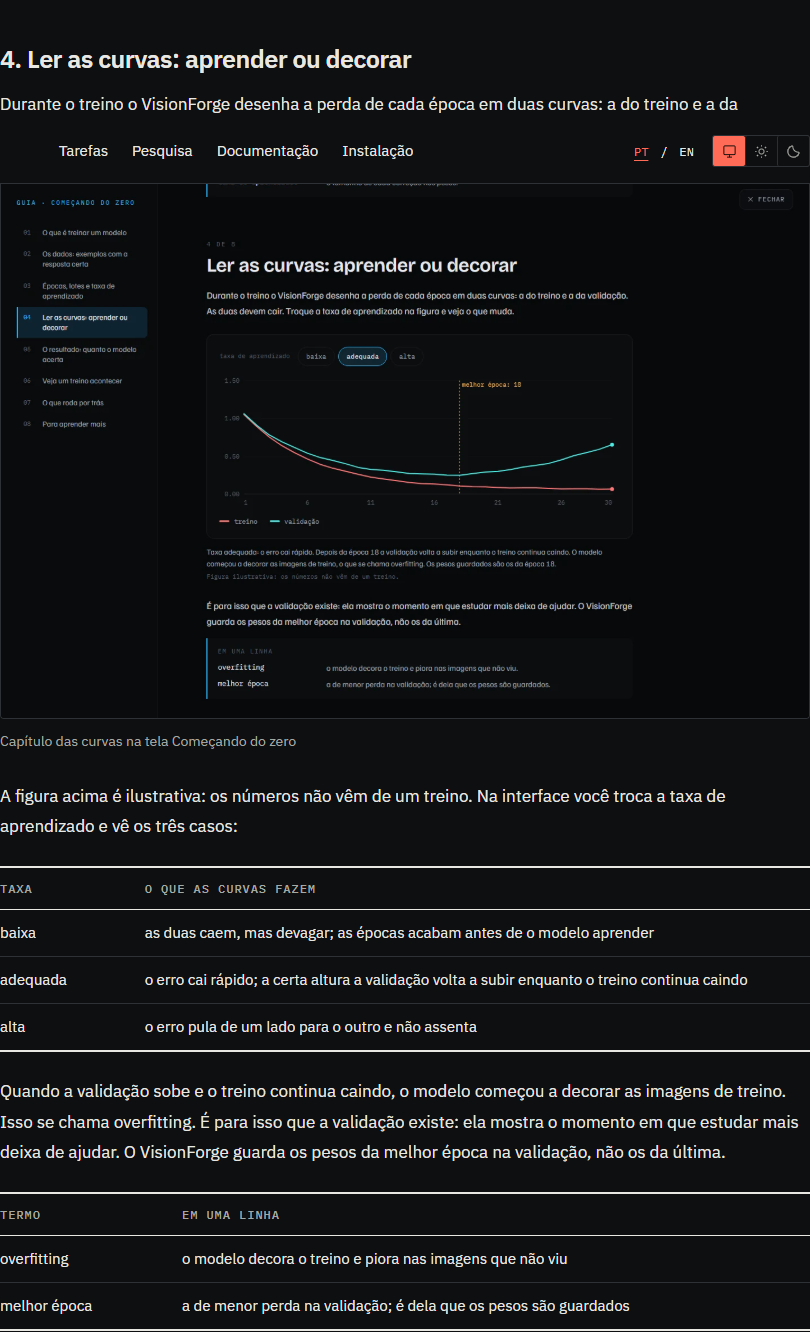 4. Ler as curvas: aprender ou decorar
Durante o treino o VisionForge desenha a perda de cada época em duas curvas: a do treino e a da
Tarefas Pesquisa Documentação Instalação PT / EN
GUIA - COMEÇANDO DO ZERO
× FECHAR
01 O que é treinar um modelo
02 Os dados: exemplos com a
resposta certa
03 Épocas, lotes e taxa de
aprendizado
04 Ler as curvas: aprender ou
decorar
05 O resultado: quanto o modelo
acerta
06 Veja um treino acontecer
07 O que roda por trás
08 Para aprender mais
4 DE 8
Ler as curvas: aprender ou decorar
Durante o treino o VisionForge desenha a perda de cada época em duas curvas: a do treino e a da validação.
As duas devem cair. Troque a taxa de aprendizado na figura e veja o que muda.
taxa de aprendizado baixa adequada alta
melhor época: 18
1.50
1.00
0.50
0.00
1 6 11 16 21 26 30
treino validação
Taxa adequada: o erro cai rápido. Depois da época 18 a validação volta a subir enquanto o treino continua caindo. O modelo
começou a decorar as imagens de treino, o que se chama overfitting. Os pesos guardados são os da época 18.
Figura ilustrativa: os números não vêm de um treino.
É para isso que a validação existe: ela mostra o momento em que estudar mais deixa de ajudar. O VisionForge
guarda os pesos da melhor época na validação, não os da última.
EM UMA LINHA
overfitting o modelo decora o treino e piora nas imagens que não viu.
melhor época a de menor perda na validação; é dela que os pesos são guardados.
Capítulo das curvas na tela Começando do zero
A figura acima é ilustrativa: os números não vêm de um treino. Na interface você troca a taxa de
aprendizado e vê os três casos:
TAXA O QUE AS CURVAS FAZEM
baixa as duas caem, mas devagar; as épocas acabam antes de o modelo aprender
adequada o erro cai rápido; a certa altura a validação volta a subir enquanto o treino continua caindo
alta o erro pula de um lado para o outro e não assenta
Quando a validação sobe e o treino continua caindo, o modelo começou a decorar as imagens de treino.
Isso se chama overfitting. É para isso que a validação existe: ela mostra o momento em que estudar mais
deixa de ajudar. O VisionForge guarda os pesos da melhor época na validação, não os da última.
TERMO EM UMA LINHA
overfitting o modelo decora o treino e piora nas imagens que não viu
melhor época a de menor perda na validação; é dela que os pesos são guardados